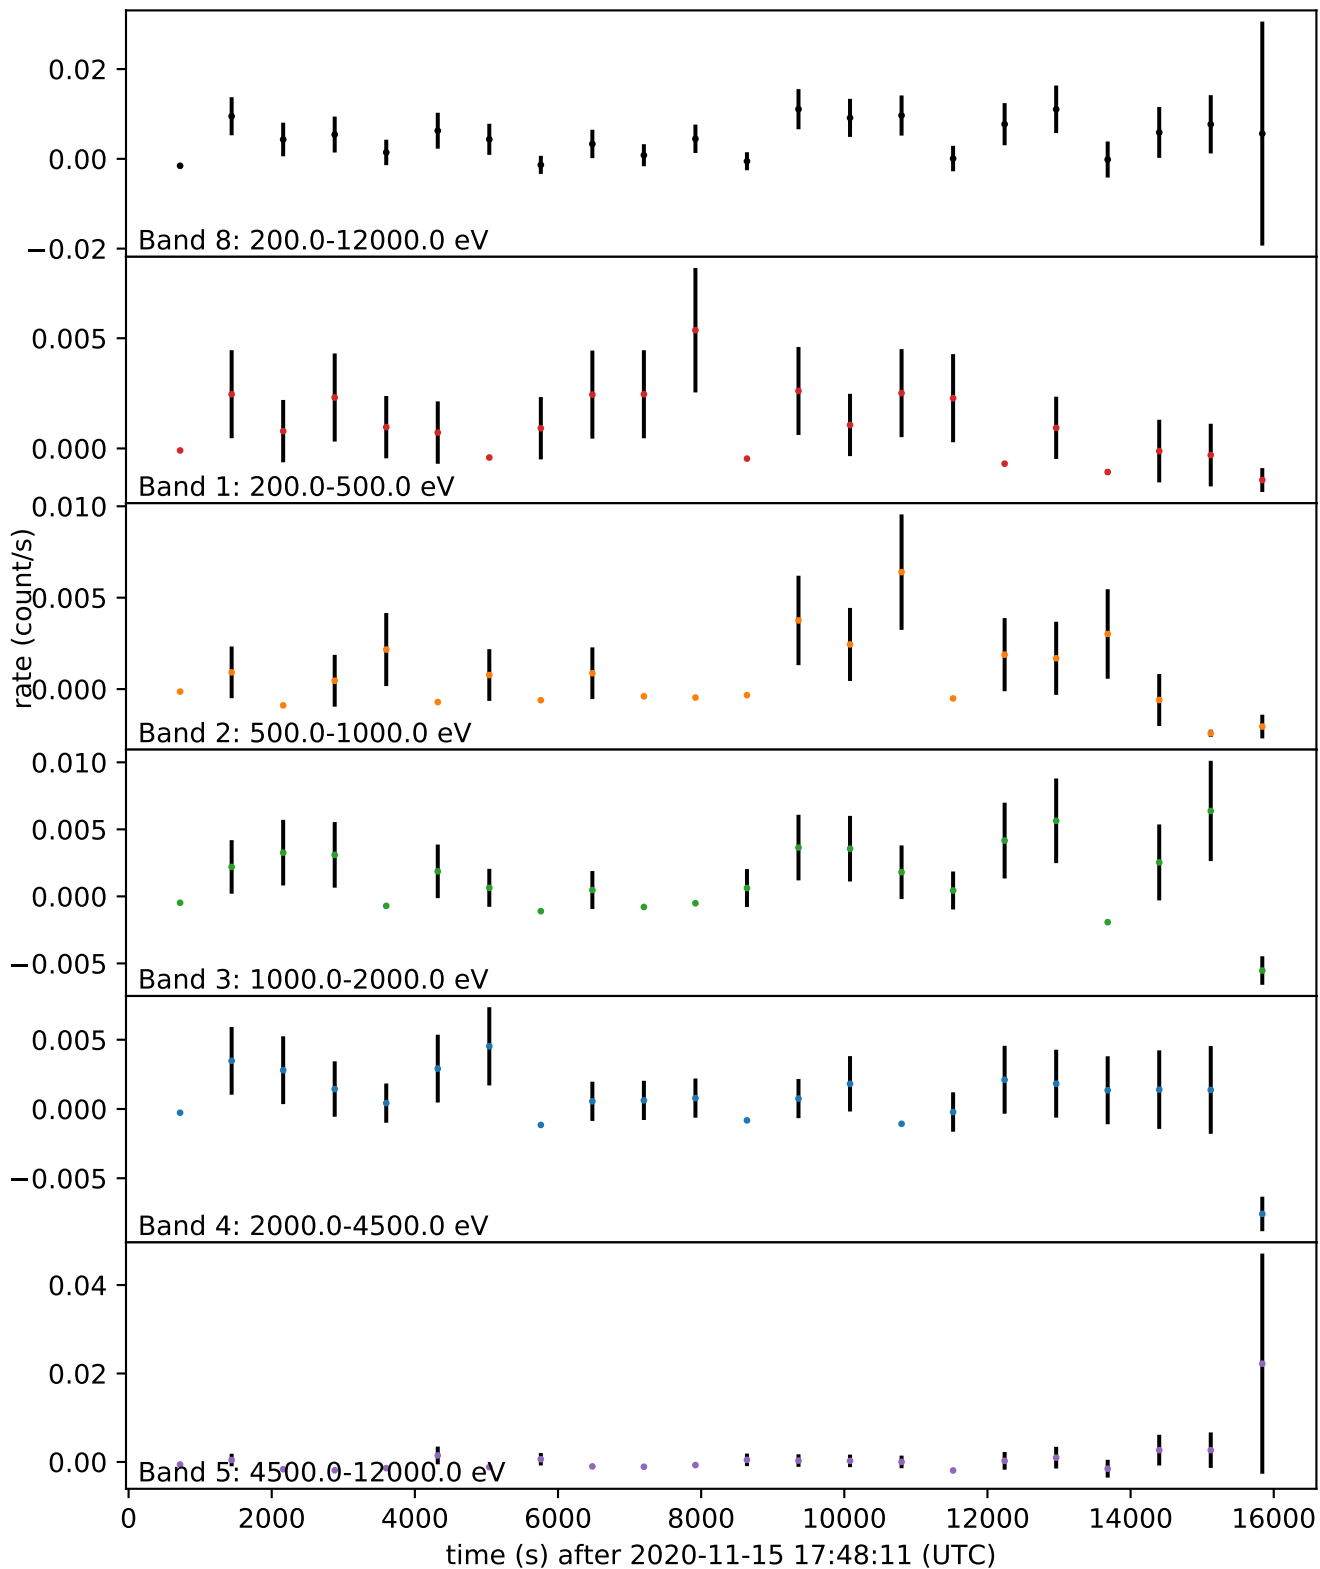 0.02
0.00
−0.02
Band 8: 200.0-12000.0 eV
0.005
0.000
Band 1: 200.0-500.0 eV
rate (count/s)
0.010
0.005
0.000
Band 2: 500.0-1000.0 eV
0.010
0.005
0.000
−0.005
Band 3: 1000.0-2000.0 eV
0.005
0.000
−0.005
Band 4: 2000.0-4500.0 eV
0.04
0.02
0.00
Band 5: 4500.0-12000.0 eV
0 2000 4000 6000 8000 10000 12000 14000 16000
time (s) after 2020-11-15 17:48:11 (UTC)